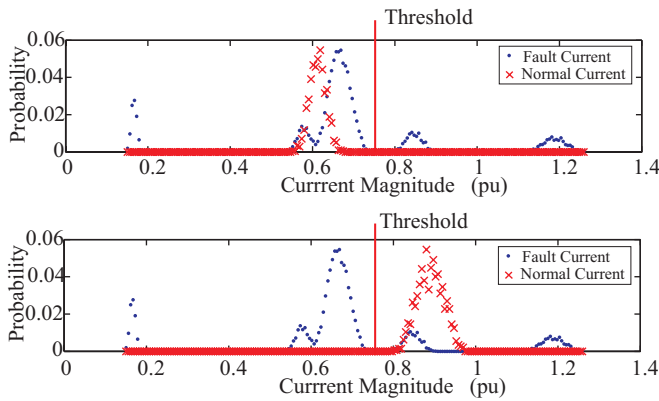 Threshold
0.06
0.04
0.02
0
Probability
Fault Current
Normal Current
0 0.2 0.4 0.6 0.8 1 1.2 1.4
Currrent Magnitude (pu)
Threshold
0.06
0.04
0.02
0
Probability
Fault Current
Normal Current
0 0.2 0.4 0.6 0.8 1 1.2 1.4
Currrent Magnitude (pu)